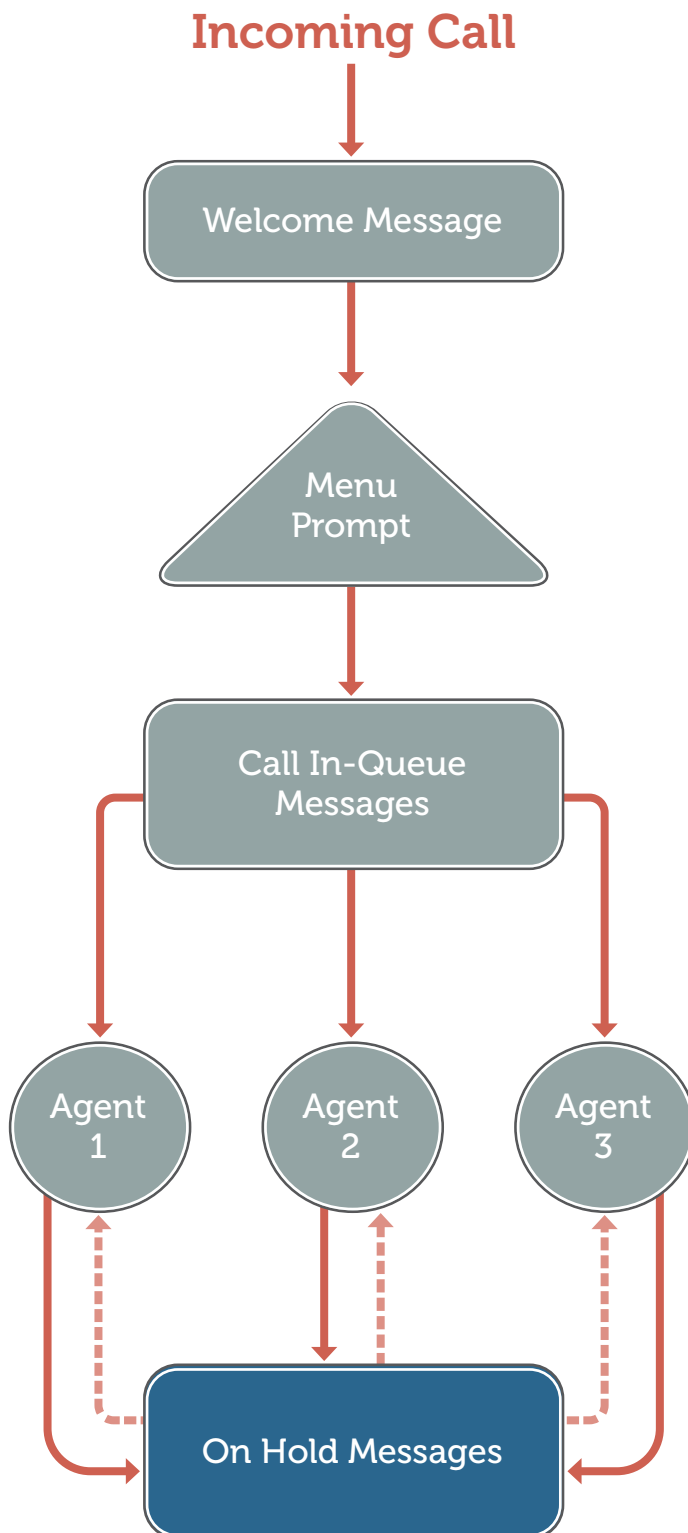 Incoming Call
Welcome Message
Menu
Prompt
Call In-Queue
Messages
Agent
1
Agent
2
Agent
3
On Hold Messages